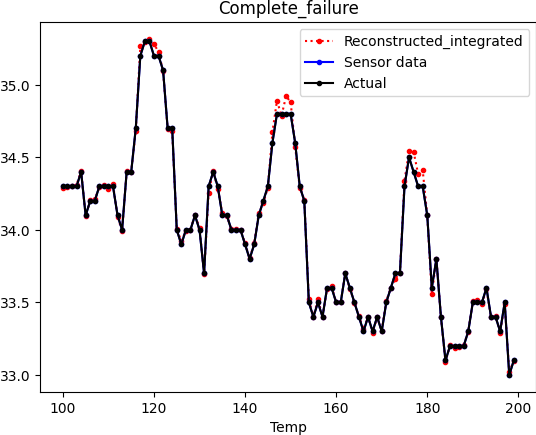 Complete_failure
Reconstructed_integrated
Sensor data
Actual
35.0
34.5
34.0
33.5
33.0
100 120 140 160 180 200
Temp